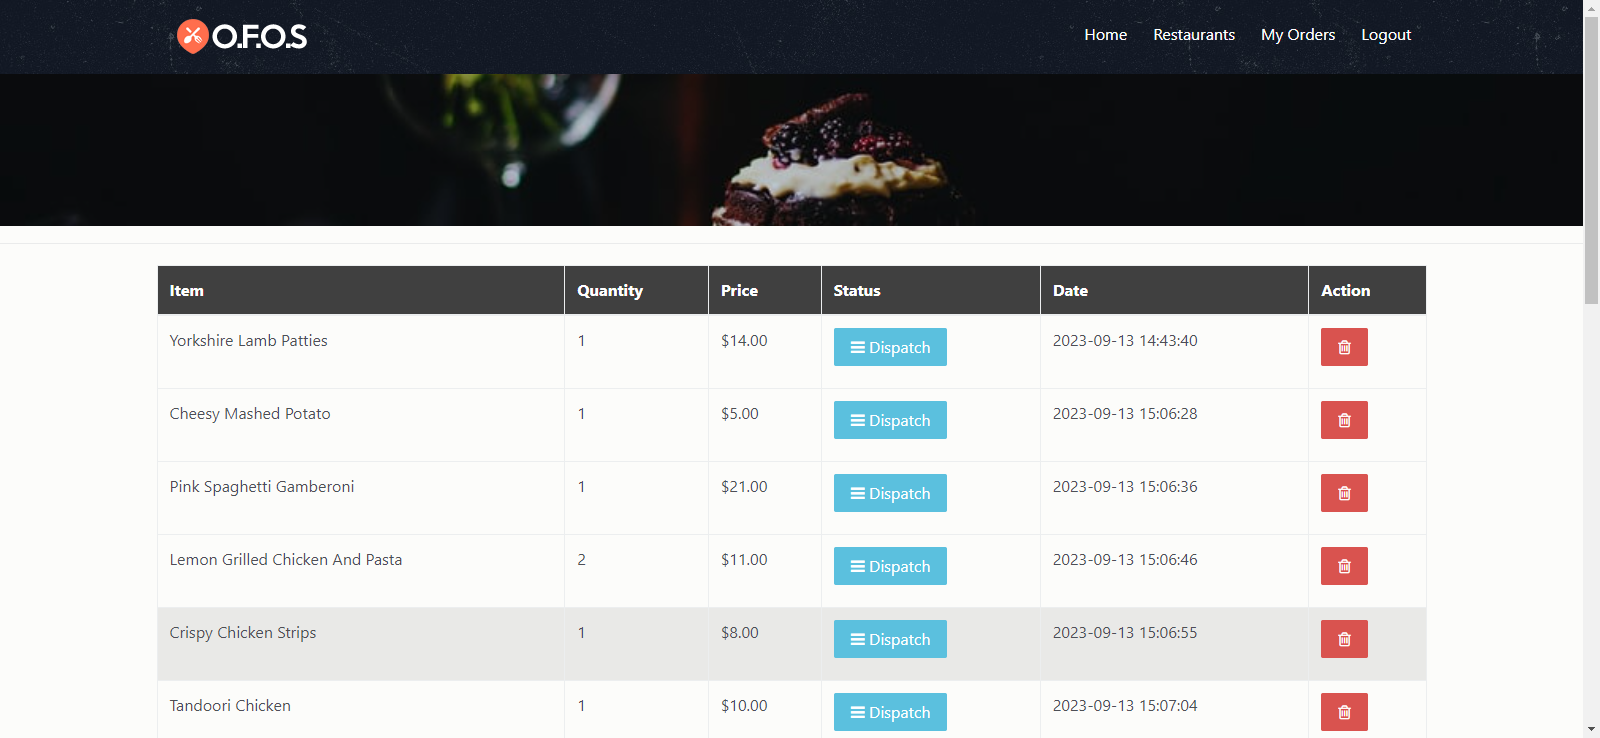 O.F.O.S
Home Restaurants My Orders Logout
Item Quantity Price Status Date Action
Yorkshire Lamb Patties 1 $14.00 Dispatch 2023-09-13 14:43:40
Cheesy Mashed Potato 1 $5.00 Dispatch 2023-09-13 15:06:28
Pink Spaghetti Gamberoni 1 $21.00 Dispatch 2023-09-13 15:06:36
Lemon Grilled Chicken And Pasta 2 $11.00 Dispatch 2023-09-13 15:06:46
Crispy Chicken Strips 1 $8.00 Dispatch 2023-09-13 15:06:55
Tandoori Chicken 1 $10.00 Dispatch 2023-09-13 15:07:04